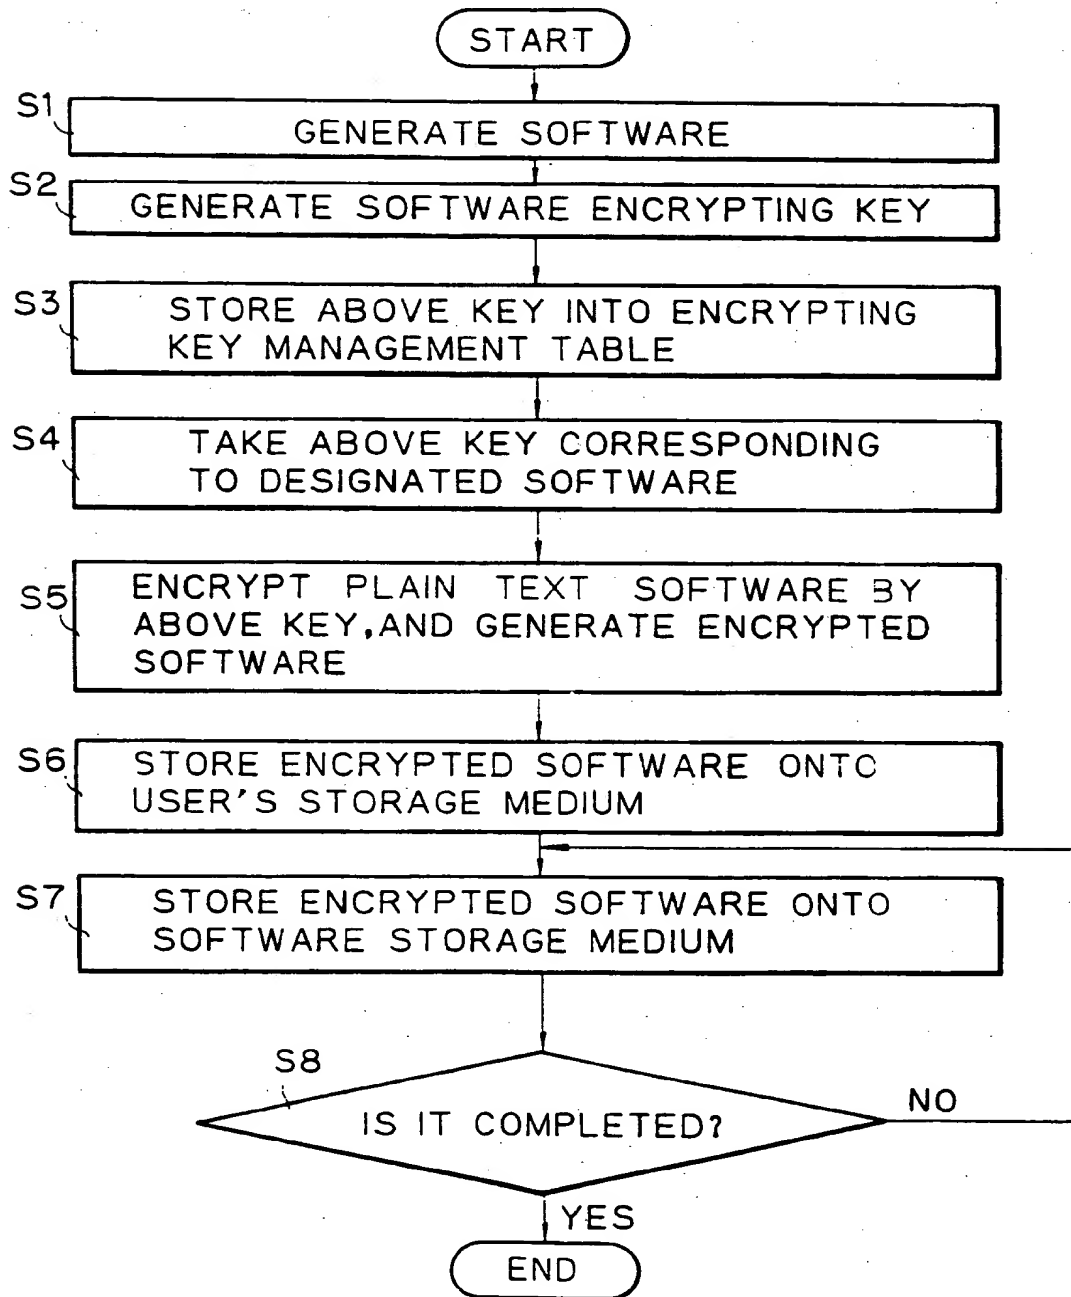 START
S1
GENERATE SOFTWARE
S2
GENERATE SOFTWARE ENCRYPTING KEY
S3
STORE ABOVE KEY INTO ENCRYPTING
KEY MANAGEMENT TABLE
S4
TAKE ABOVE KEY CORRESPONDING
TO DESIGNATED SOFTWARE
S5
ENCRYPT PLAIN TEXT SOFTWARE BY
ABOVE KEY, AND GENERATE ENCRYPTED
SOFTWARE
S6
STORE ENCRYPTED SOFTWARE ONTO
USER'S STORAGE MEDIUM
S7
STORE ENCRYPTED SOFTWARE ONTO
SOFTWARE STORAGE MEDIUM
S8
IS IT COMPLETED?
NO
YES
END